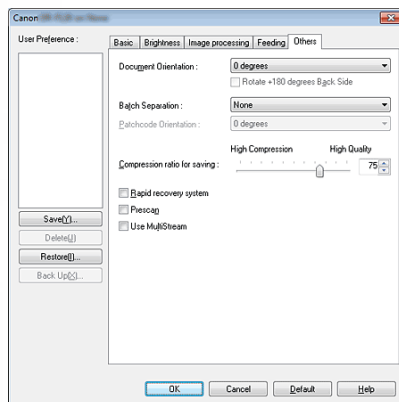 Canon
User Preference :
Basic
Brightness
Image processing
Feeding
Others
Document Orientation :
0 degrees
Rotate +180 degrees Back Side
Batch Separation :
None
Patchcode Orientation :
0 degrees
High Compression
High Quality
Compression ratio for saving :
75
Rapid recovery system
Prescan
Use MultiStream
Save(Y)...
Delete(J)
Restore(I)...
Back Up(X)...
OK
Cancel
Default
Help